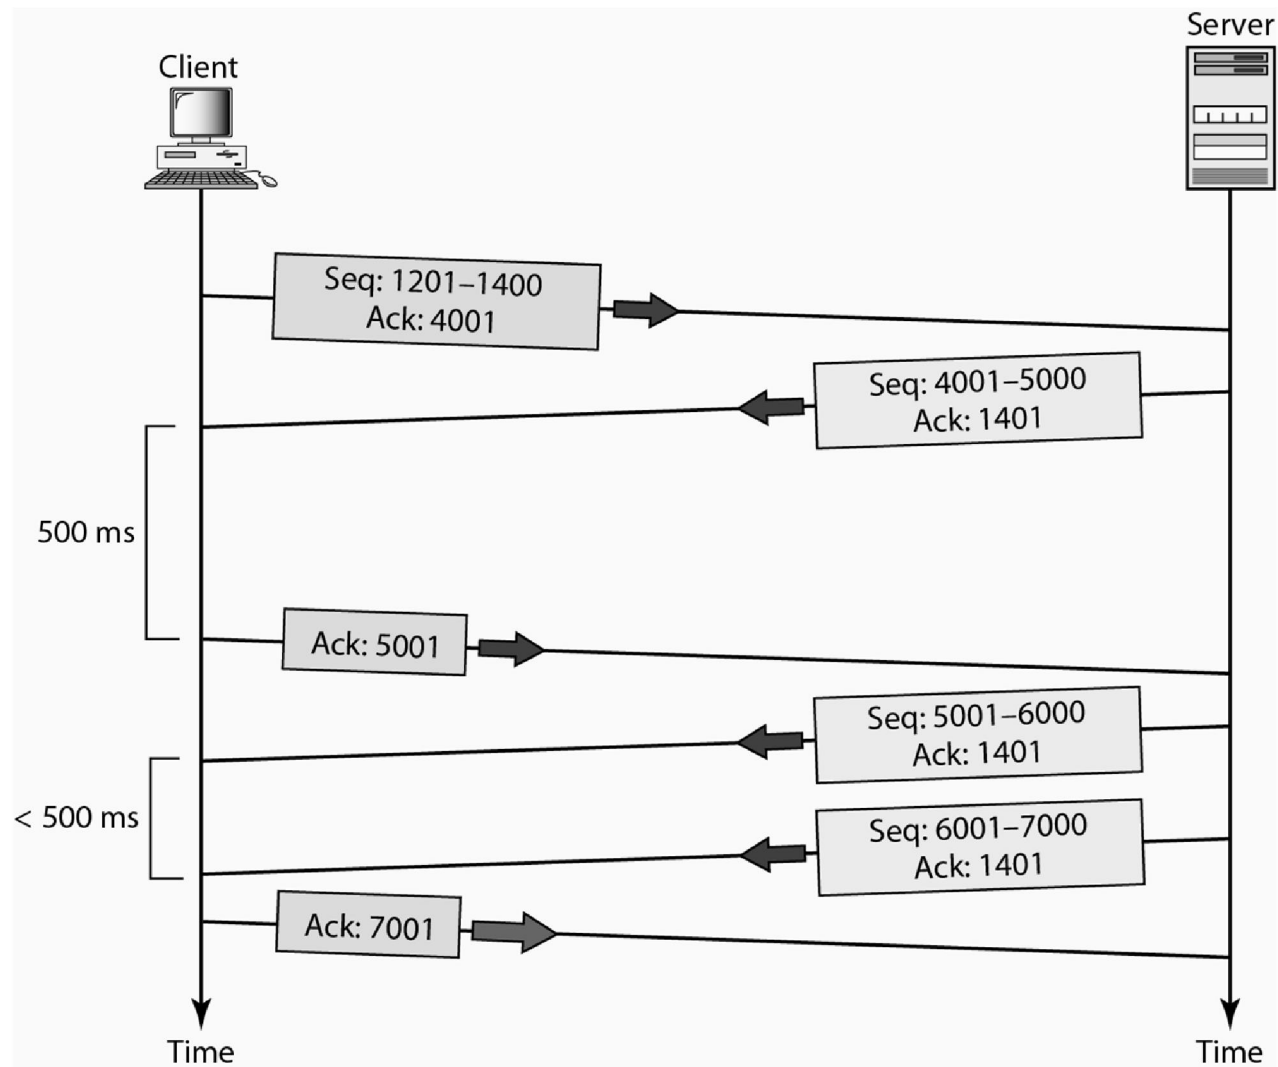 Server
Client
Seq: 1201–1400
Ack: 4001
Seq: 4001–5000
Ack: 1401
500 ms
Ack: 5001
Seq: 5001–6000
Ack: 1401
< 500 ms
Seq: 6001–7000
Ack: 1401
Ack: 7001
Time
Time